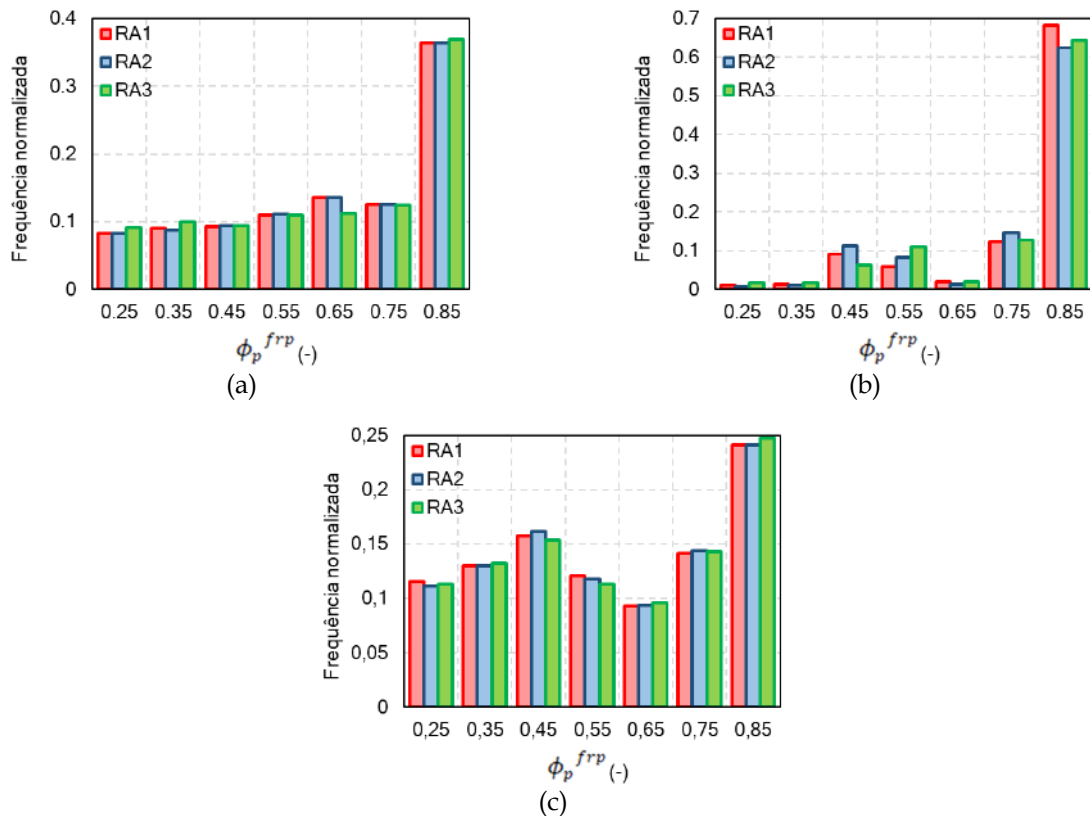 0.4
0.3
0.2
0.1
0
Frequência normalizada
RA1
RA2
RA3
0.25 0.35 0.45 0.55 0.65 0.75 0.85
ϕ_p^frp (-)
(a)
0.7
0.6
0.5
0.4
0.3
0.2
0.1
0
Frequência normalizada
RA1
RA2
RA3
0.25 0.35 0.45 0.55 0.65 0.75 0.85
ϕ_p^frp (-)
(b)
0,25
0,2
0,15
0,1
0,05
0
Frequência normalizada
RA1
RA2
RA3
0,25 0,35 0,45 0,55 0,65 0,75 0,85
ϕ_p^frp (-)
(c)